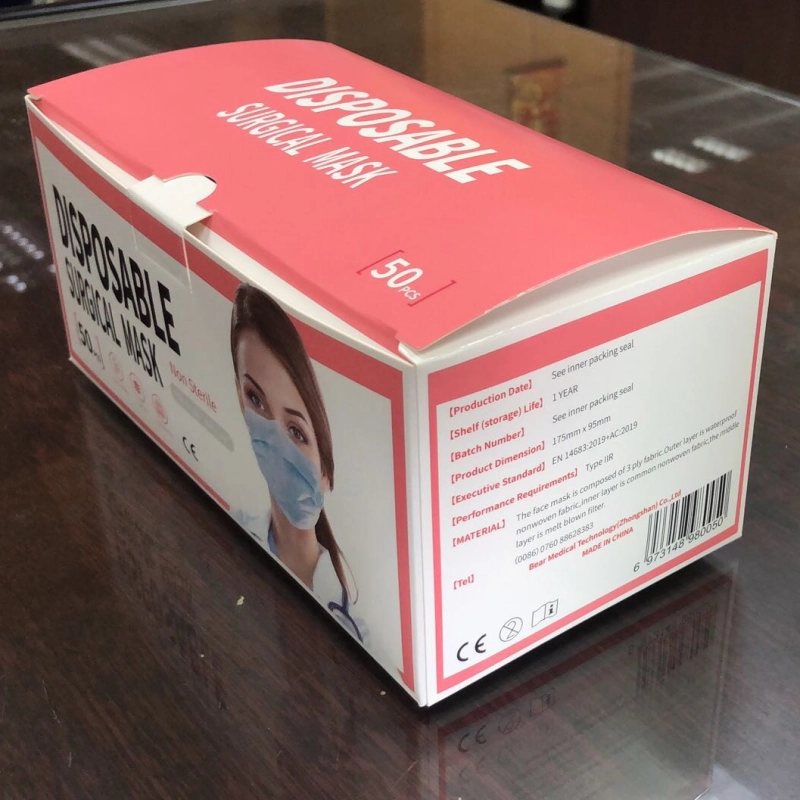 DISPOSABLE
SURGICAL MASK
[50PCS]
DISPOSABLE
SURGICAL MASK
Non Sterile
CE
【Production Date】 See inner packing seal
【Shelf (storage) Life】 1 YEAR
【Batch Number】 See inner packing seal
【Product Dimension】 175mm x 95mm
【Executive Standard】 EN 14683:2019+AC:2019
【Performance Requirements】 Type IIR
【MATERIAL】 The face mask is composed of 3 ply fabric.Outer layer is waterproof
nonwoven fabric,inner layer is common nonwoven fabric,the middle
layer is melt blown filter.
【Tel】 (0086) 0760 88628383
Bear Medical Technology(Zhongshan) Co.,Ltd
MADE IN CHINA
6 973148 980050
CE
2